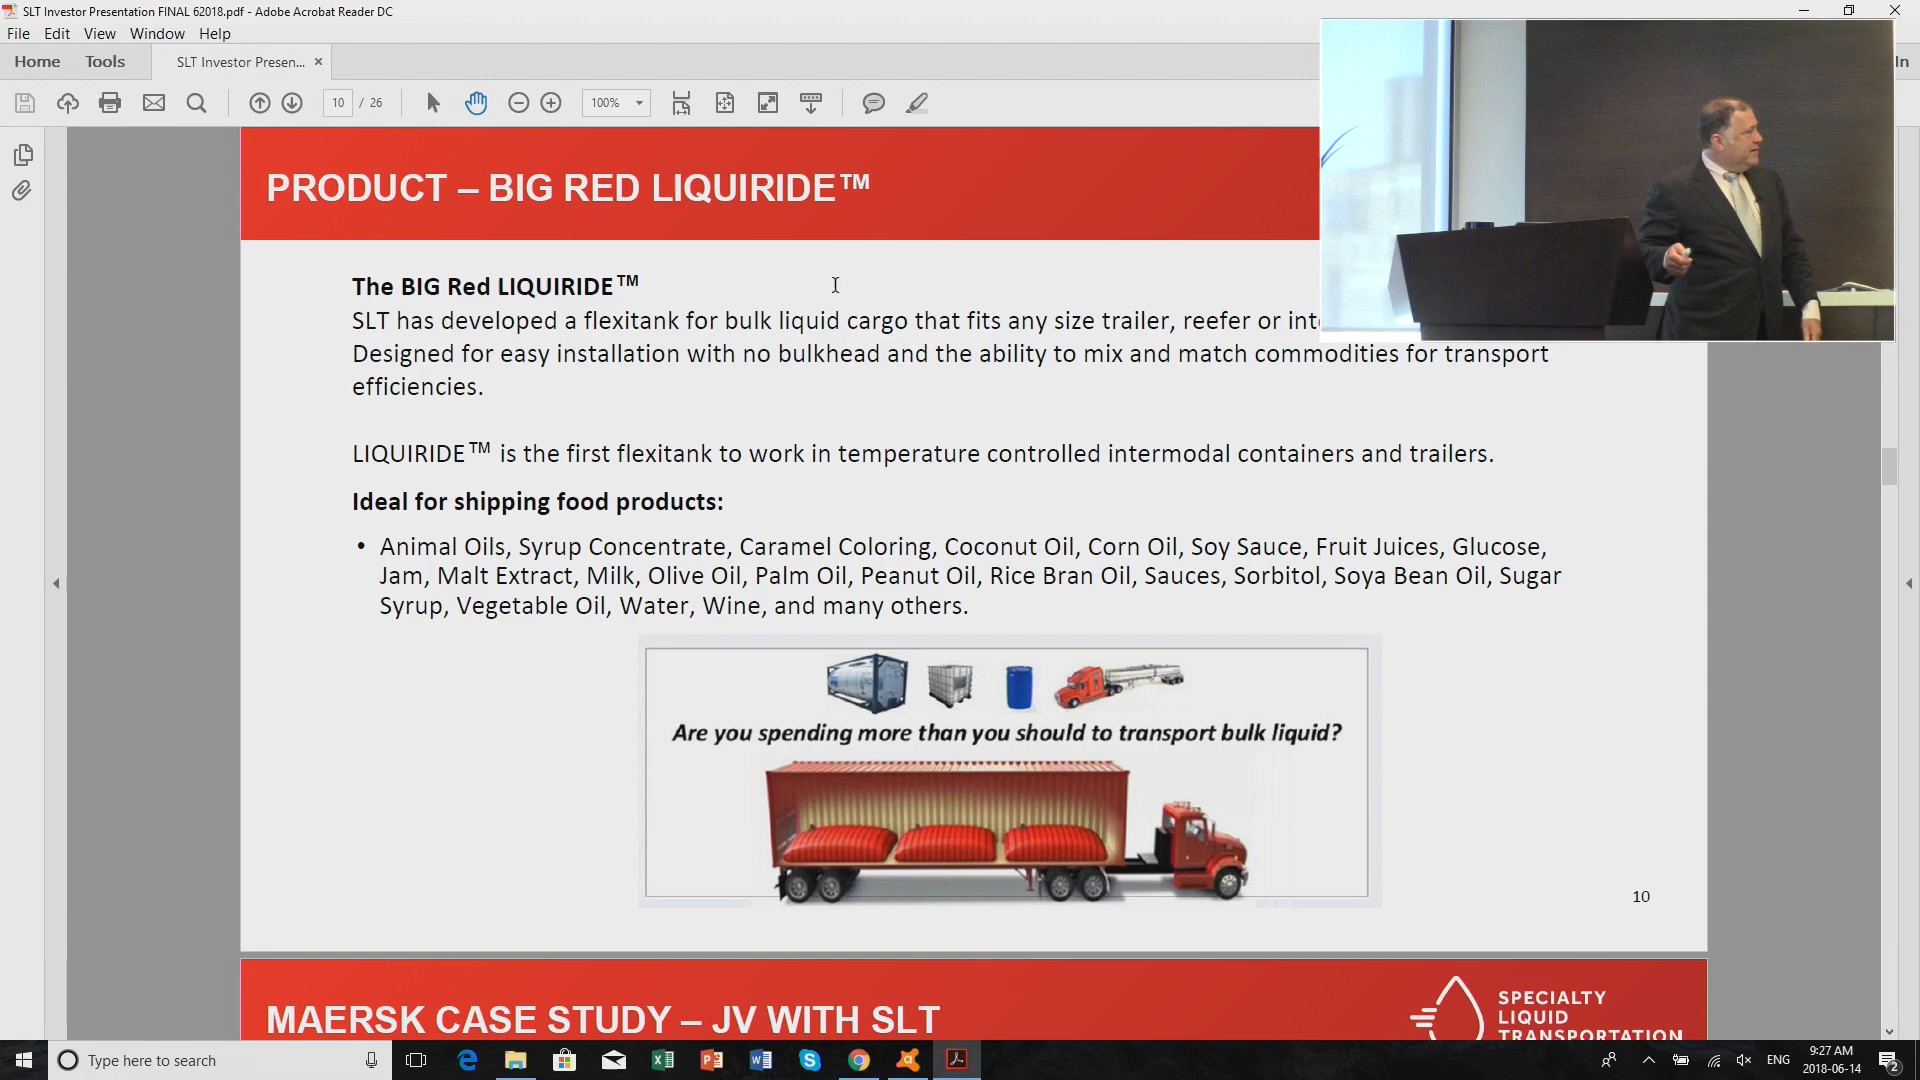 SLT Investor Presentation FINAL 62018.pdf - Adobe Acrobat Reader DC
File Edit View Window Help
Home Tools SLT Investor Presen... × In
10 / 26 100%
PRODUCT – BIG RED LIQUIRIDE™
The BIG Red LIQUIRIDE™
SLT has developed a flexitank for bulk liquid cargo that fits any size trailer, reefer or
Designed for easy installation with no bulkhead and the ability to mix and match commodities for transport
efficiencies.
LIQUIRIDE™ is the first flexitank to work in temperature controlled intermodal containers and trailers.
Ideal for shipping food products:
• Animal Oils, Syrup Concentrate, Caramel Coloring, Coconut Oil, Corn Oil, Soy Sauce, Fruit Juices, Glucose,
Jam, Malt Extract, Milk, Olive Oil, Palm Oil, Peanut Oil, Rice Bran Oil, Sauces, Sorbitol, Soya Bean Oil, Sugar
Syrup, Vegetable Oil, Water, Wine, and many others.
Are you spending more than you should to transport bulk liquid?
10
MAERSK CASE STUDY – JV WITH SLT
SPECIALTY
LIQUID
TRANSPORTATION
Type here to search
ENG
9:27 AM
2018-06-14
2